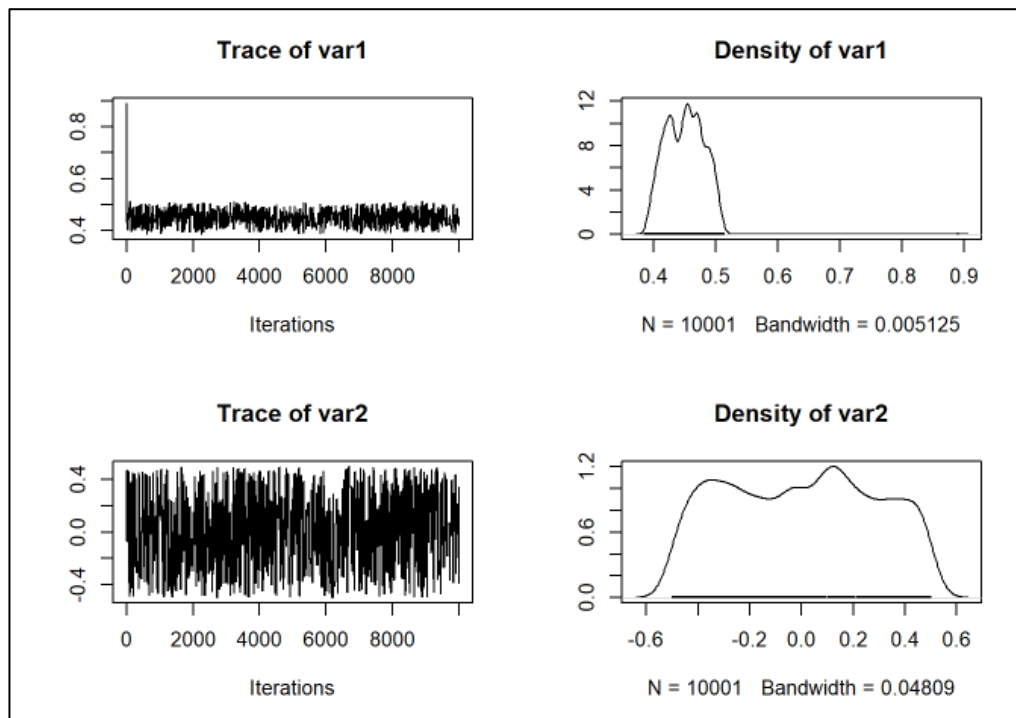 Trace of var1
0.4 0.6 0.8
0 2000 4000 6000 8000
Iterations
Density of var1
0 4 8 12
0.4 0.5 0.6 0.7 0.8 0.9
N = 10001 Bandwidth = 0.005125
Trace of var2
-0.4 0.0 0.4
0 2000 4000 6000 8000
Iterations
Density of var2
0.0 0.6 1.2
-0.6 -0.2 0.0 0.2 0.4 0.6
N = 10001 Bandwidth = 0.04809